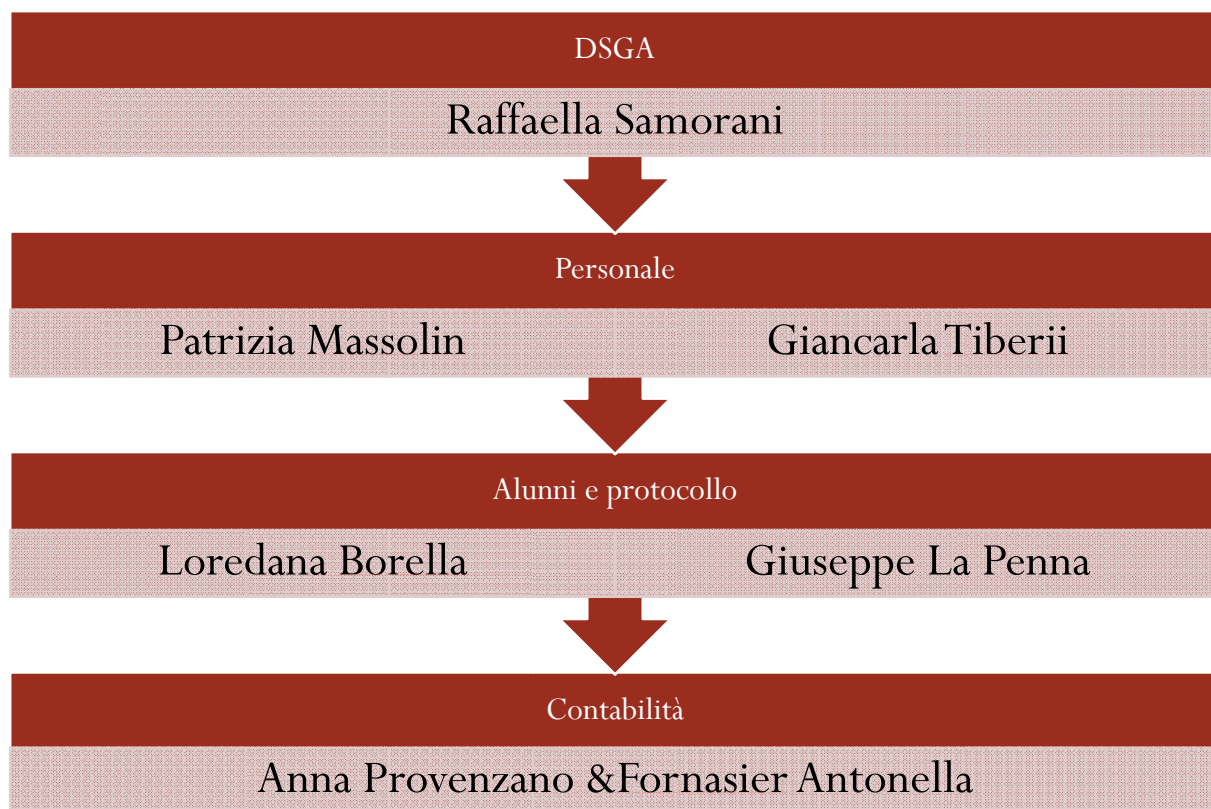 DSGA
Raffaella Samorani
Personale
Patrizia Massolin Giancarla Tiberii
Alunni e protocollo
Loredana Borella Giuseppe La Penna
Contabilità
Anna Provenzano &Fornasier Antonella